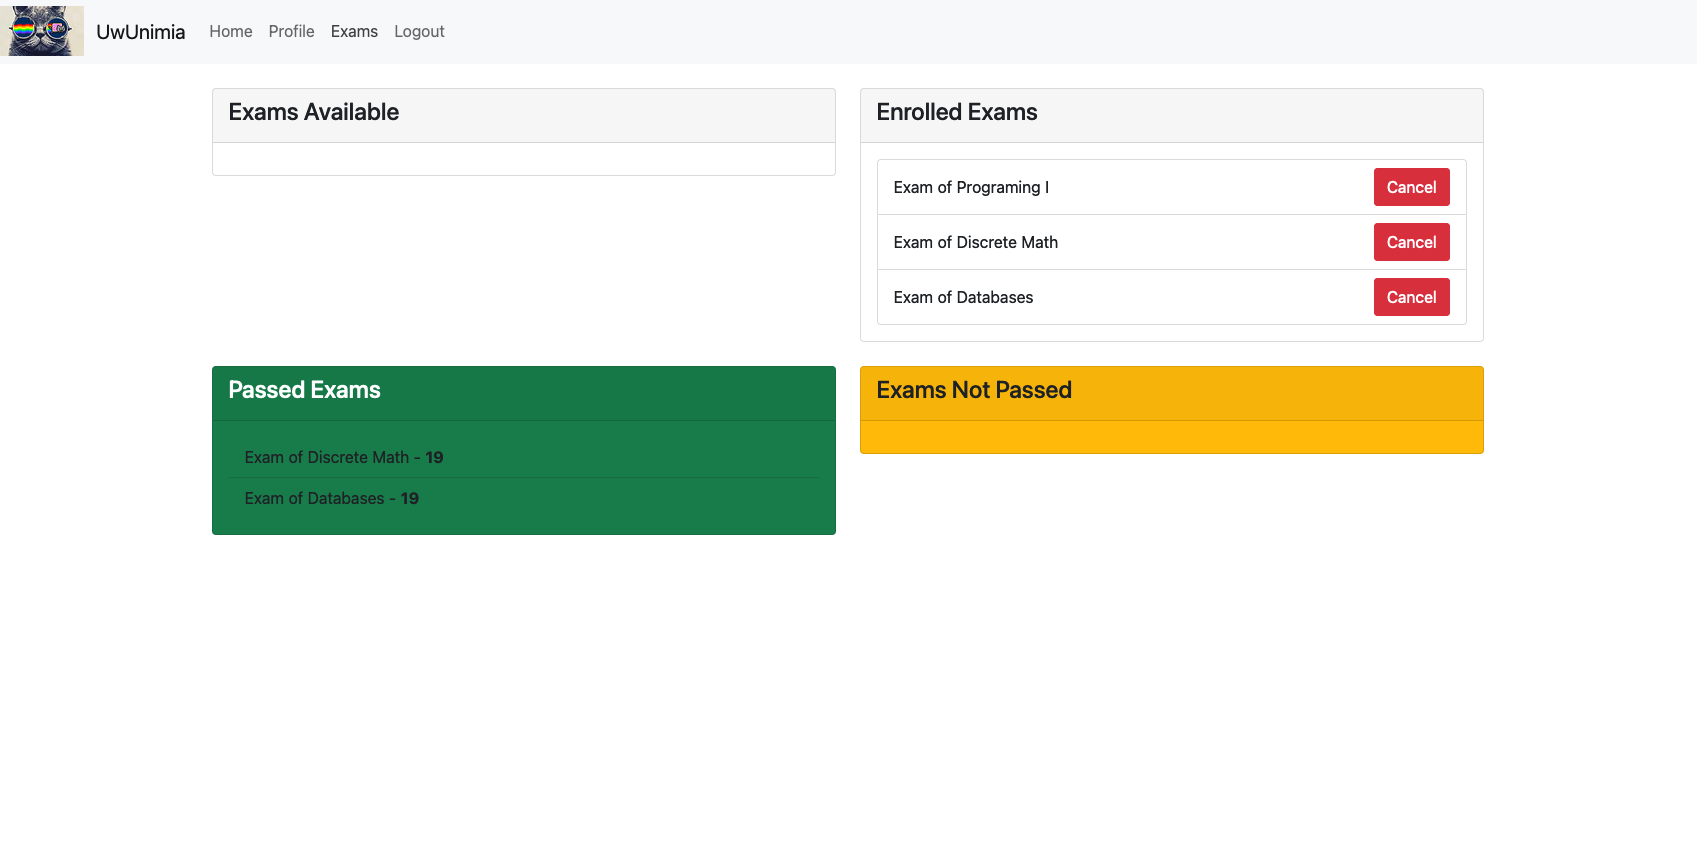 UwUnimia Home Profile Exams Logout
Exams Available
Enrolled Exams
Exam of Programing I Cancel
Exam of Discrete Math Cancel
Exam of Databases Cancel
Passed Exams
Exam of Discrete Math - 19
Exam of Databases - 19
Exams Not Passed